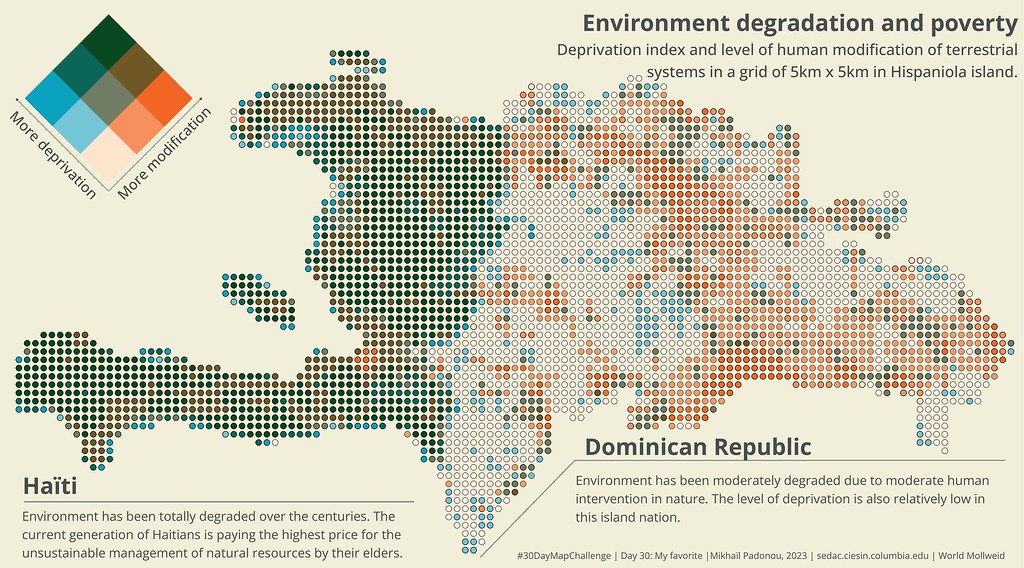 Environment degradation and poverty
Deprivation index and level of human modification of terrestrial
systems in a grid of 5km x 5km in Hispaniola island.
More deprivation
More modification
Dominican Republic
Environment has been moderately degraded due to moderate human
intervention in nature. The level of deprivation is also relatively low in
this island nation.
Haïti
Environment has been totally degraded over the centuries. The
current generation of Haitians is paying the highest price for the
unsustainable management of natural resources by their elders.
#30DayMapChallenge | Day 30: My favorite |Mikhaïl Padonou, 2023 | sedac.ciesin.columbia.edu | World Mollweid